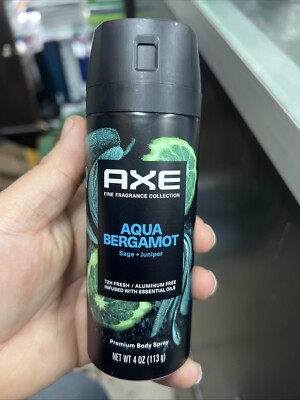 AXE
FINE FRAGRANCE COLLECTION
AQUA
BERGAMOT
Sage • Juniper
72H FRESH / ALUMINUM FREE
INFUSED WITH ESSENTIAL OILS
Premium Body Spray
NET WT 4 OZ (113 g)